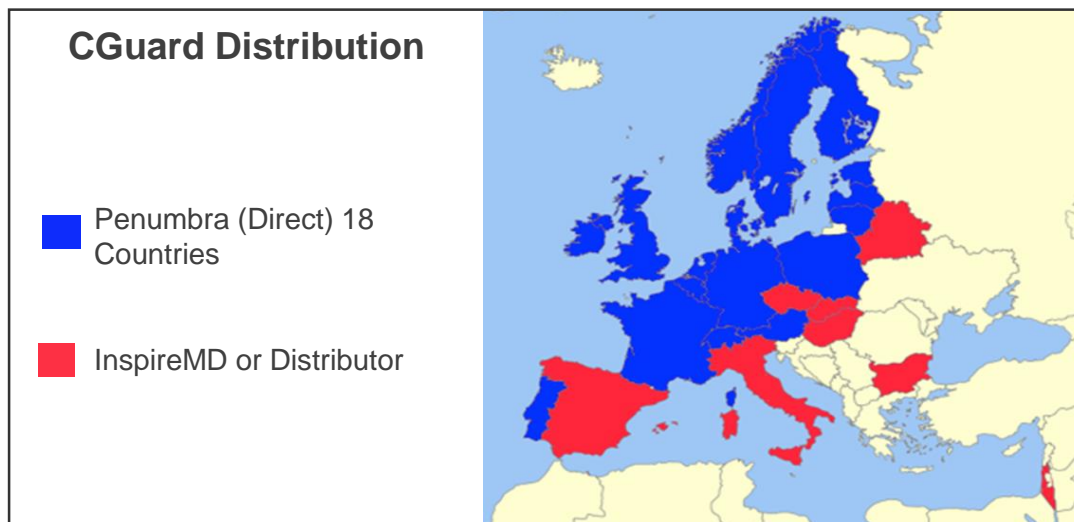 CGuard Distribution
Penumbra (Direct) 18
Countries
InspireMD or Distributor